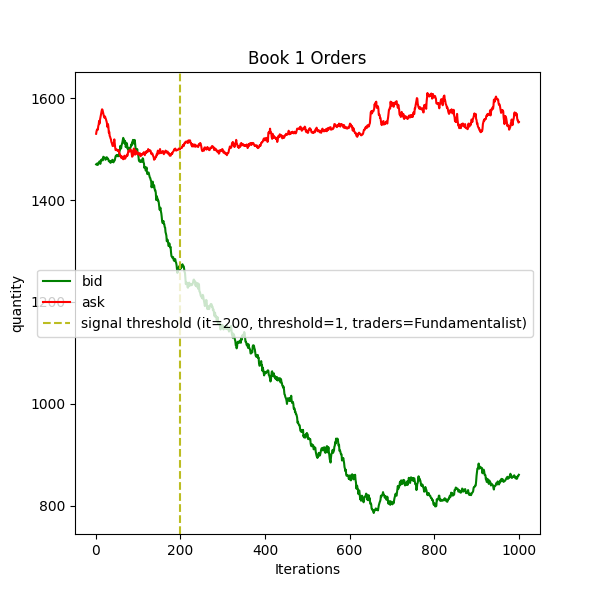 Book 1 Orders
1600
1400
1200
1000
800
quantity
bid
ask
signal threshold (it=200, threshold=1, traders=Fundamentalist)
0
200
400
600
800
1000
Iterations